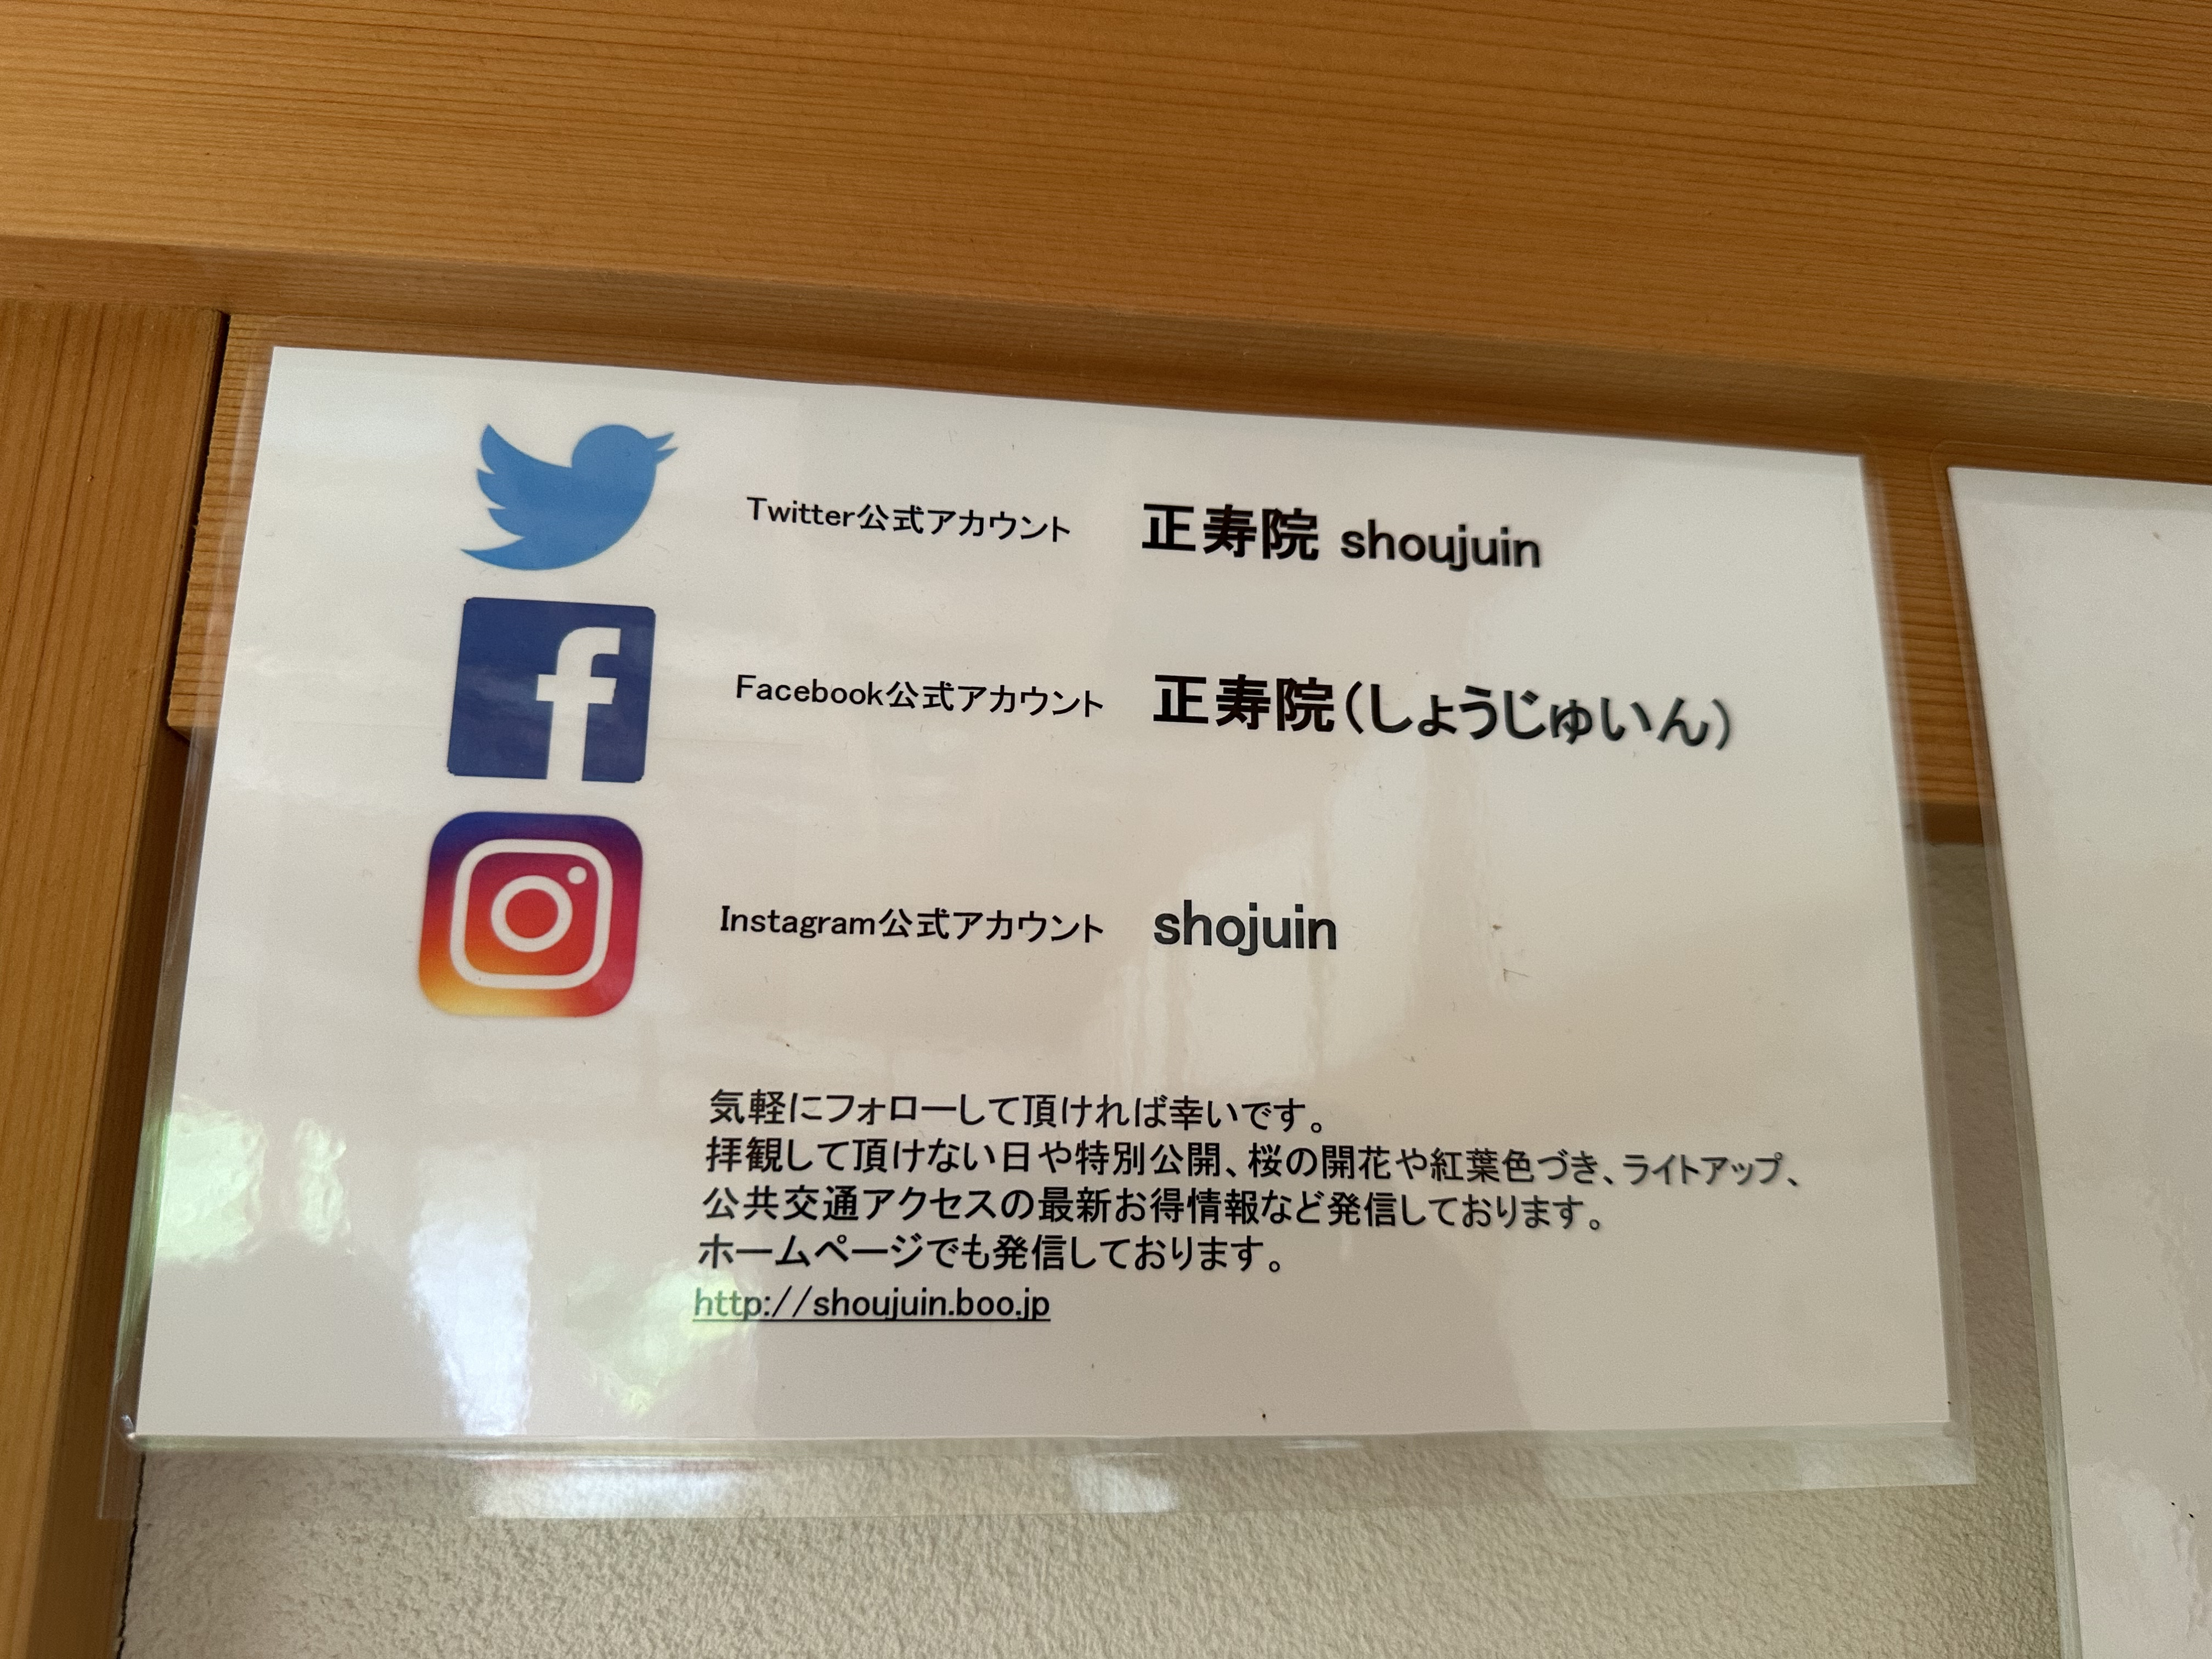 Twitter公式アカウント 正寿院 shoujuin
Facebook公式アカウント 正寿院(しょうじゅいん)
Instagram公式アカウント shojuin
気軽にフォローして頂ければ幸いです。
拝観して頂けない日や特別公開、桜の開花や紅葉色づき、ライトアップ、
公共交通アクセスの最新お得情報など発信しております。
ホームページでも発信しております。
http://shoujuin.boo.jp